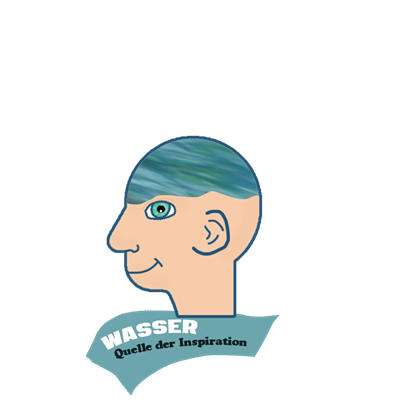 WASSER
Quelle der Inspiration